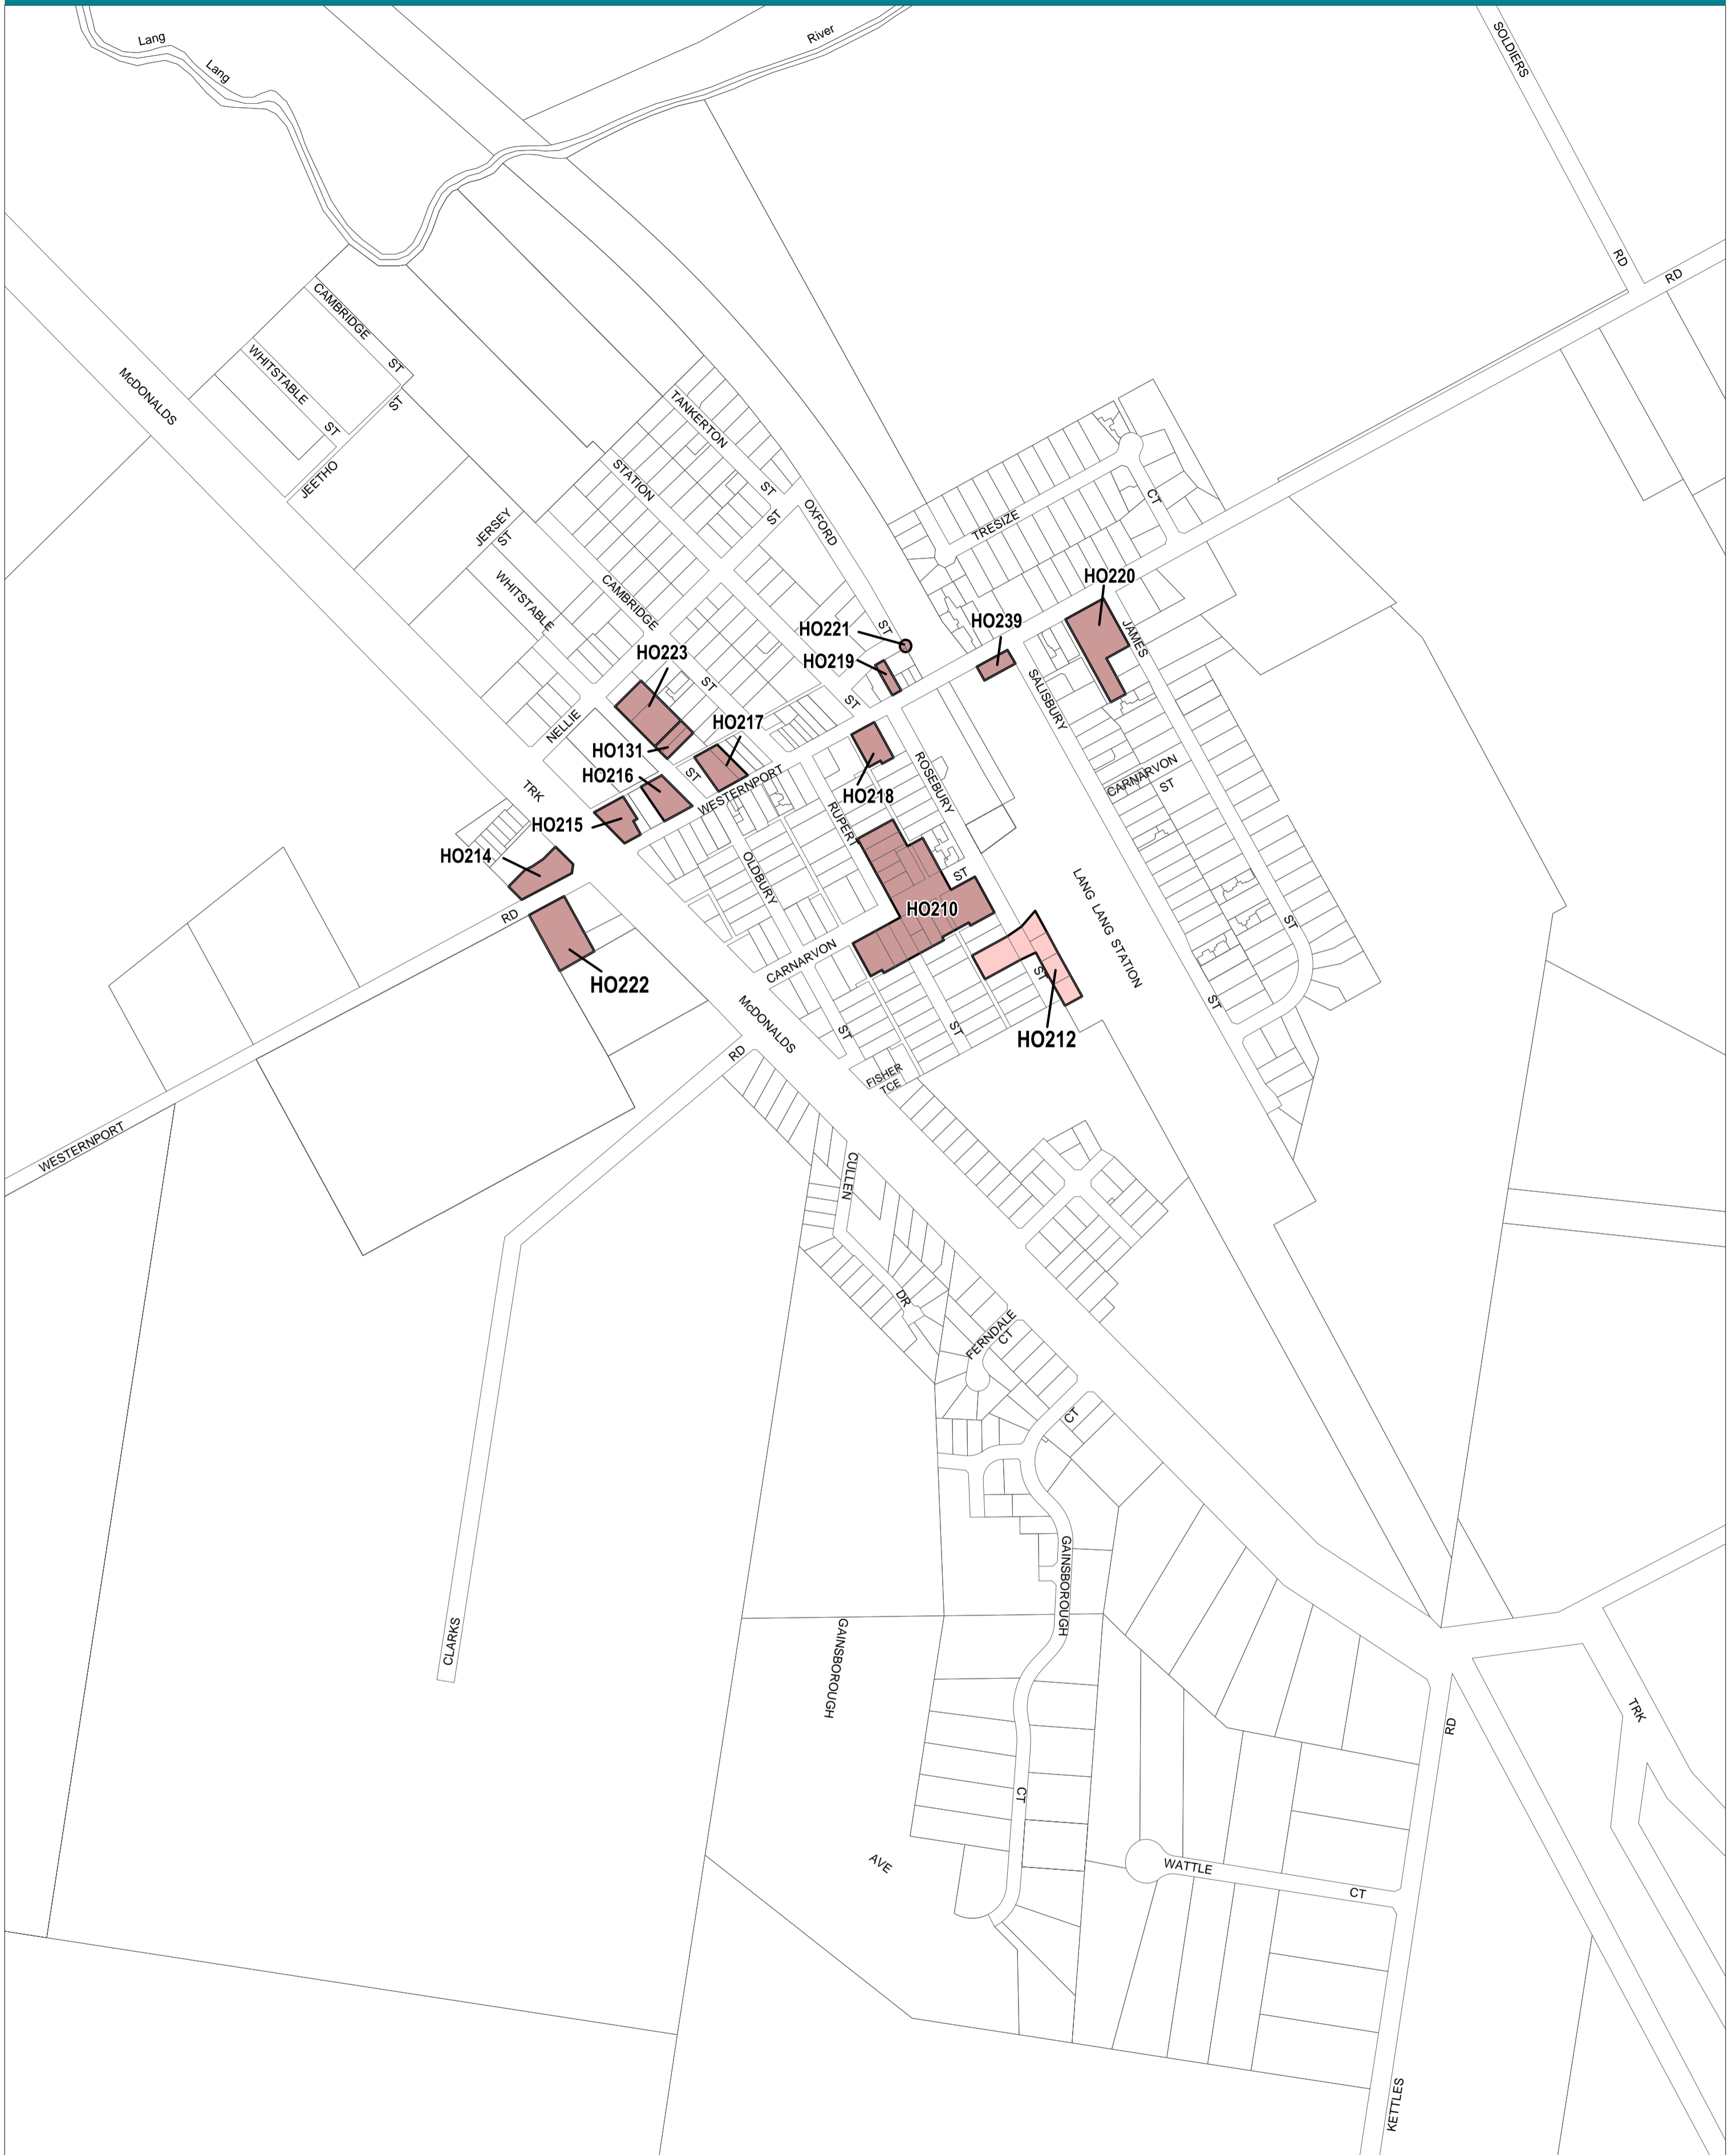 Lang
Lang
River
SOLDIERS
RD
RD
CAMBRIDGE
ST
WHITSTABLE
ST
ST
JEETHO
McDONALDS
TANKERTON
ST
STATION
ST
OXFORD
JERSEY
ST
WHITSTABLE
CAMBRIDGE
TRESIZE
CT
HO220
HO221
ST
HO239
HO219
JAMES
HO223
ST
SALISBURY
ST
NELLIE
HO217
HO131
HO216
ST
WESTERNPORT
HO218
ROSEBURY
CARNARVON
ST
TRK
HO215
RUPERT
HO214
OLDBURY
ST
HO210
LANG LANG STATION
RD
ST
CARNARVON
ST
HO222
ST
McDONALDS
ST
ST
HO212
RD
FISHER
TCE
WESTERNPORT
CULLEN
DR
FERNDALE
CT
CT
GAINSBOROUGH
CLARKS
GAINSBOROUGH
TRK
RD
CT
AVE
WATTLE
CT
KETTLES